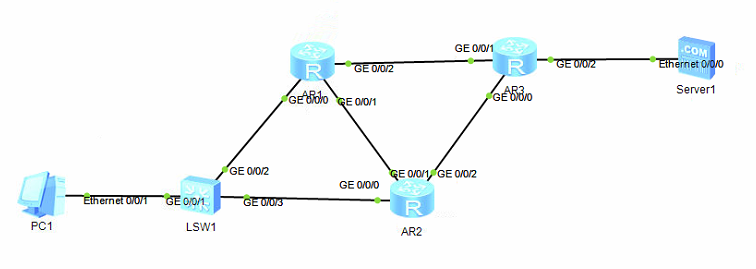 GE 0/0/1
.COM
R
GE 0/0/2
R
GE 0/0/2
Ethernet 0/0/0
AR1
AR3
Server1
GE 0/0/0
GE 0/0/1
GE 0/0/0
GE 0/0/2
GE 0/0/1
GE 0/0/2
GE 0/0/0
Ethernet 0/0/1
GE 0/0/1
GE 0/0/3
R
PC1
LSW1
AR2